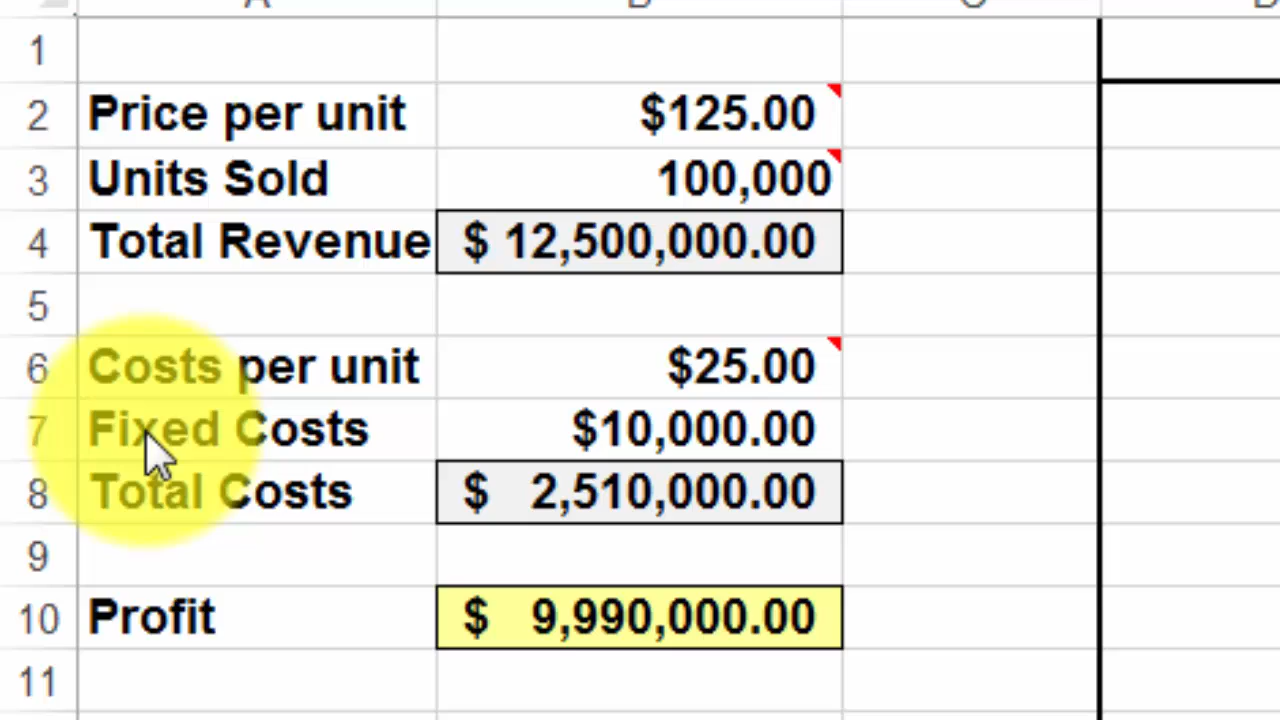 A B C D
1
2 Price per unit $125.00
3 Units Sold 100,000
4 Total Revenue $ 12,500,000.00
5
6 Costs per unit $25.00
7 Fixed Costs $10,000.00
8 Total Costs $ 2,510,000.00
9
10 Profit $ 9,990,000.00
11